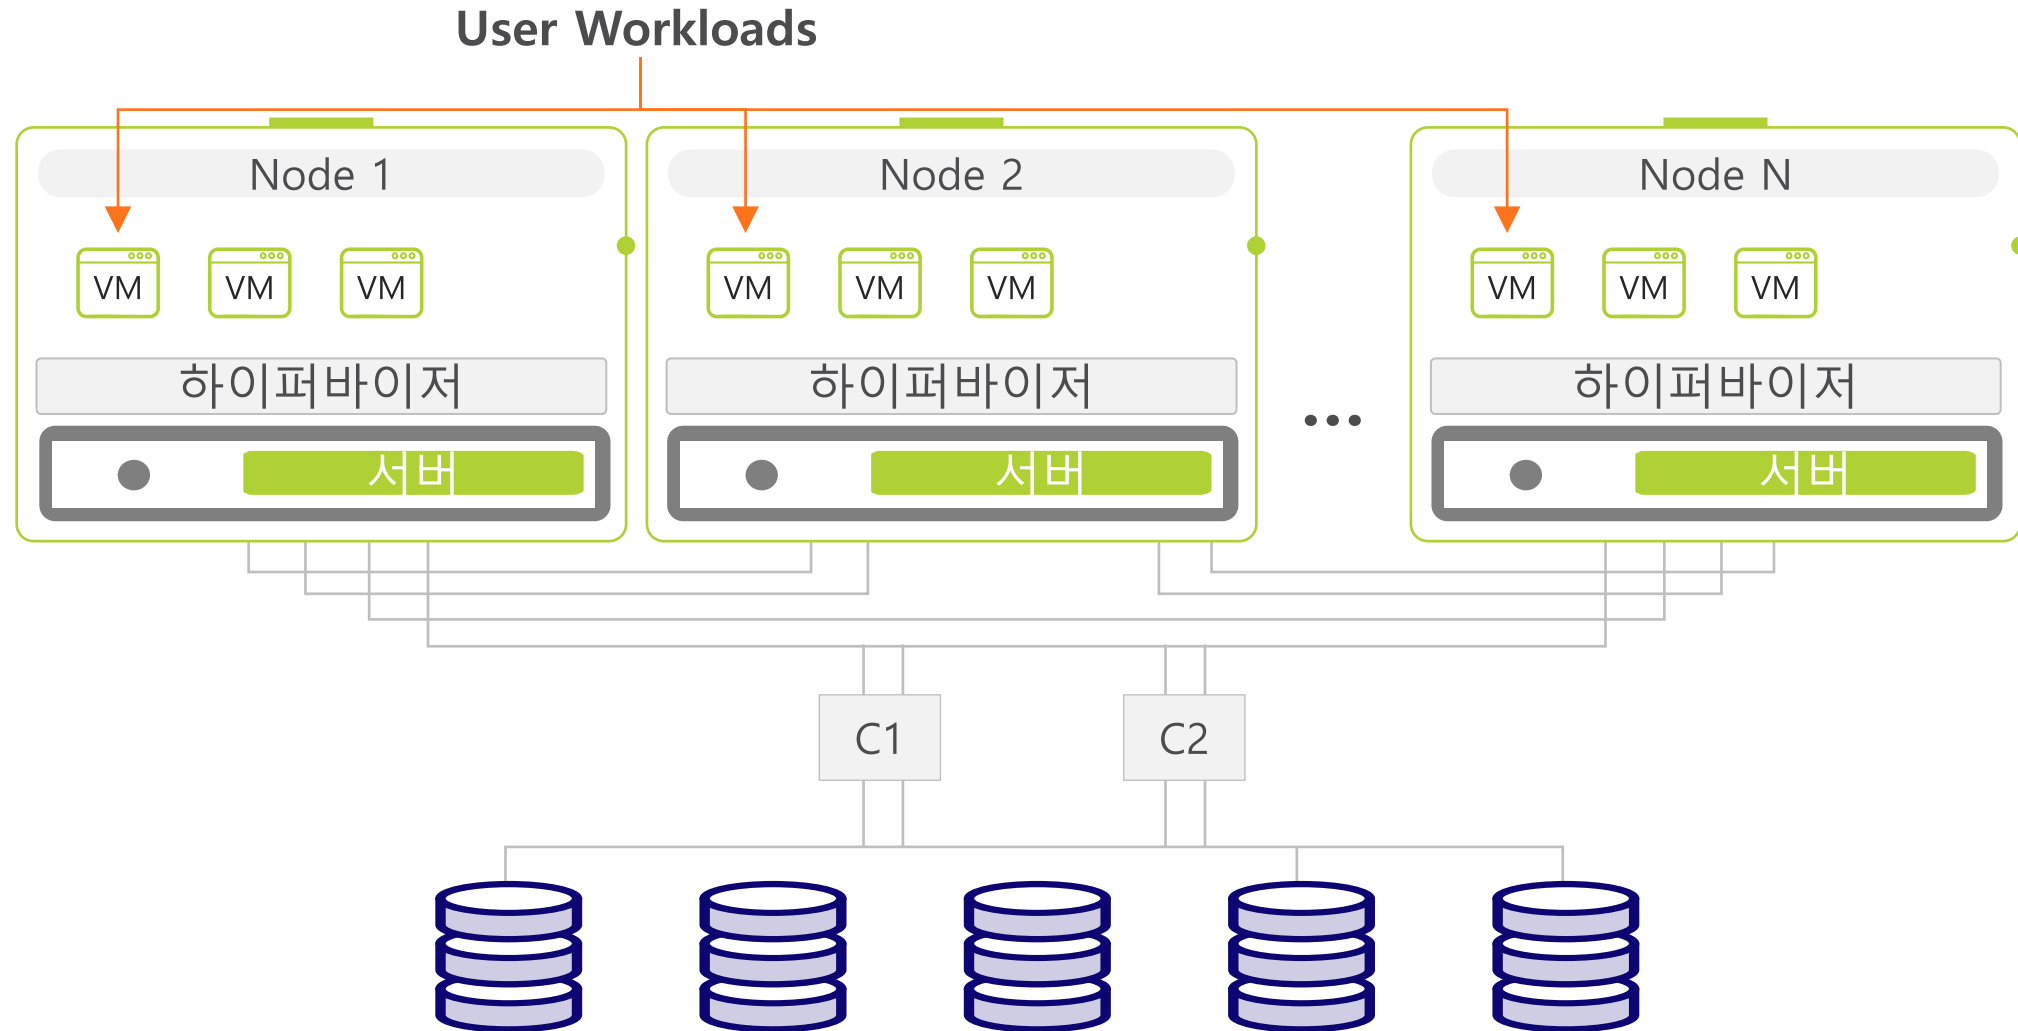 User Workloads
Node 1
Node 2
Node N
VM
VM
VM
VM
VM
VM
VM
VM
VM
하이퍼바이저
하이퍼바이저
...
하이퍼바이저
서버
서버
서버
C1
C2